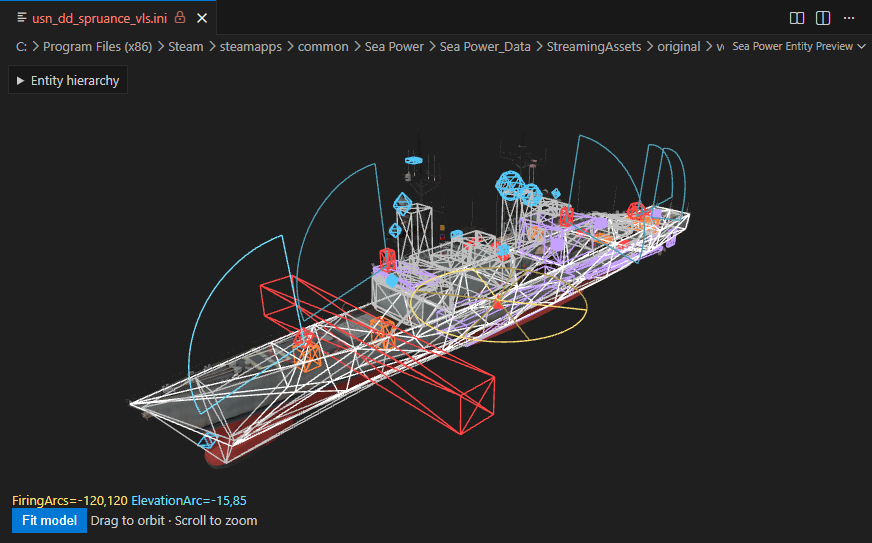 usn_dd_spruance_vls.ini
C: > Program Files (x86) > Steam > steamapps > common > Sea Power > Sea Power_Data > StreamingAssets > original > Sea Power Entity Preview
Entity hierarchy
FiringArcs=-120,120 ElevationArc=-15,85
Fit model Drag to orbit · Scroll to zoom